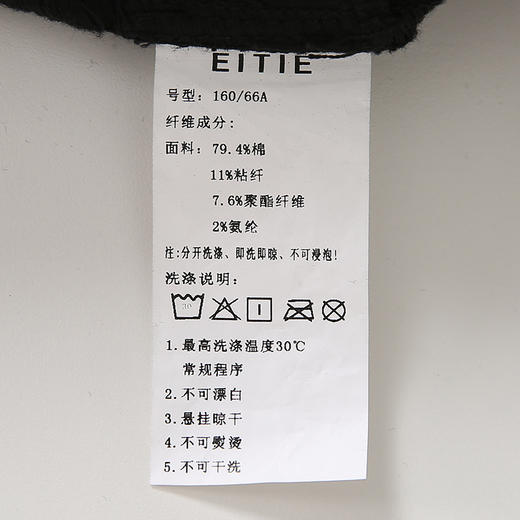 EITIE
号型: 160/66A
纤维成分:
面料: 79.4%棉
11%粘纤
7.6%聚酯纤维
2%氨纶
注:分开洗涤、即洗即晾、不可浸泡!
洗涤说明:
30
1.最高洗涤温度30℃
常规程序
2.不可漂白
3.悬挂晾干
4.不可熨烫
5.不可干洗